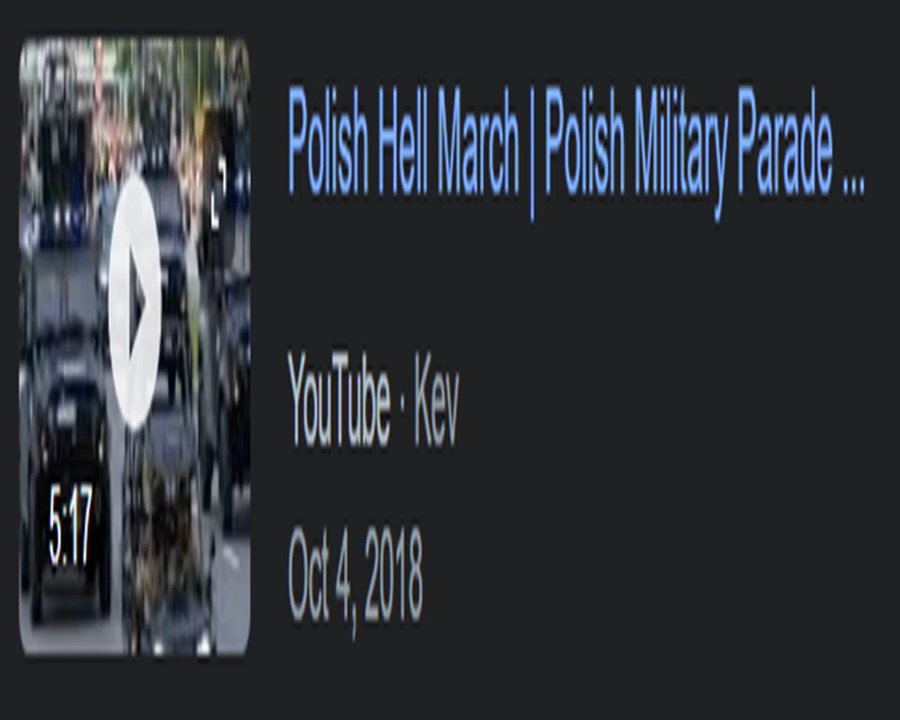 Polish Hell March | Polish Military Parade ...
YouTube · Kev
5:17
Oct 4, 2018